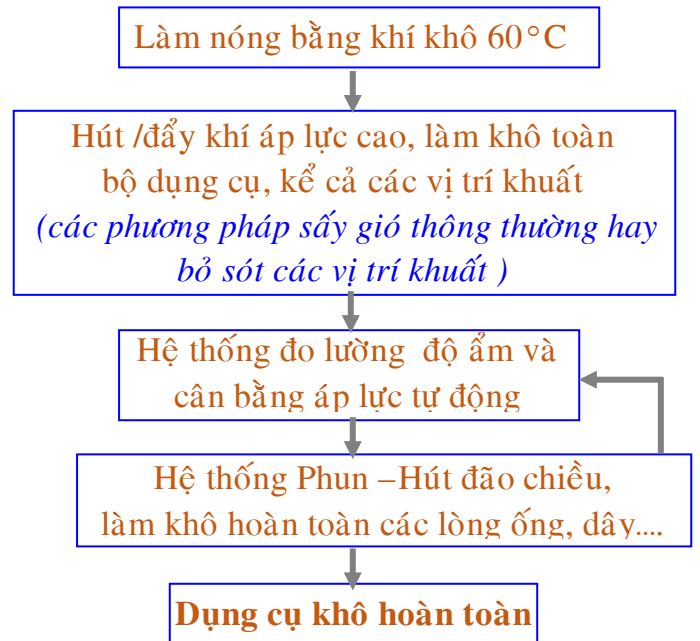 Làm nóng bằng khí khô 60°C
Hút /đẩy khí áp lực cao, làm khô toàn
bộ dụng cụ, kể cả các vị trí khuất
(các phương pháp sấy gió thông thường hay
bỏ sót các vị trí khuất )
Hệ thống đo lường độ ẩm và
cân bằng áp lực tự động
Hệ thống Phun –Hút đão chiều,
làm khô hoàn toàn các lòng ống, dây....
Dụng cụ khô hoàn toàn